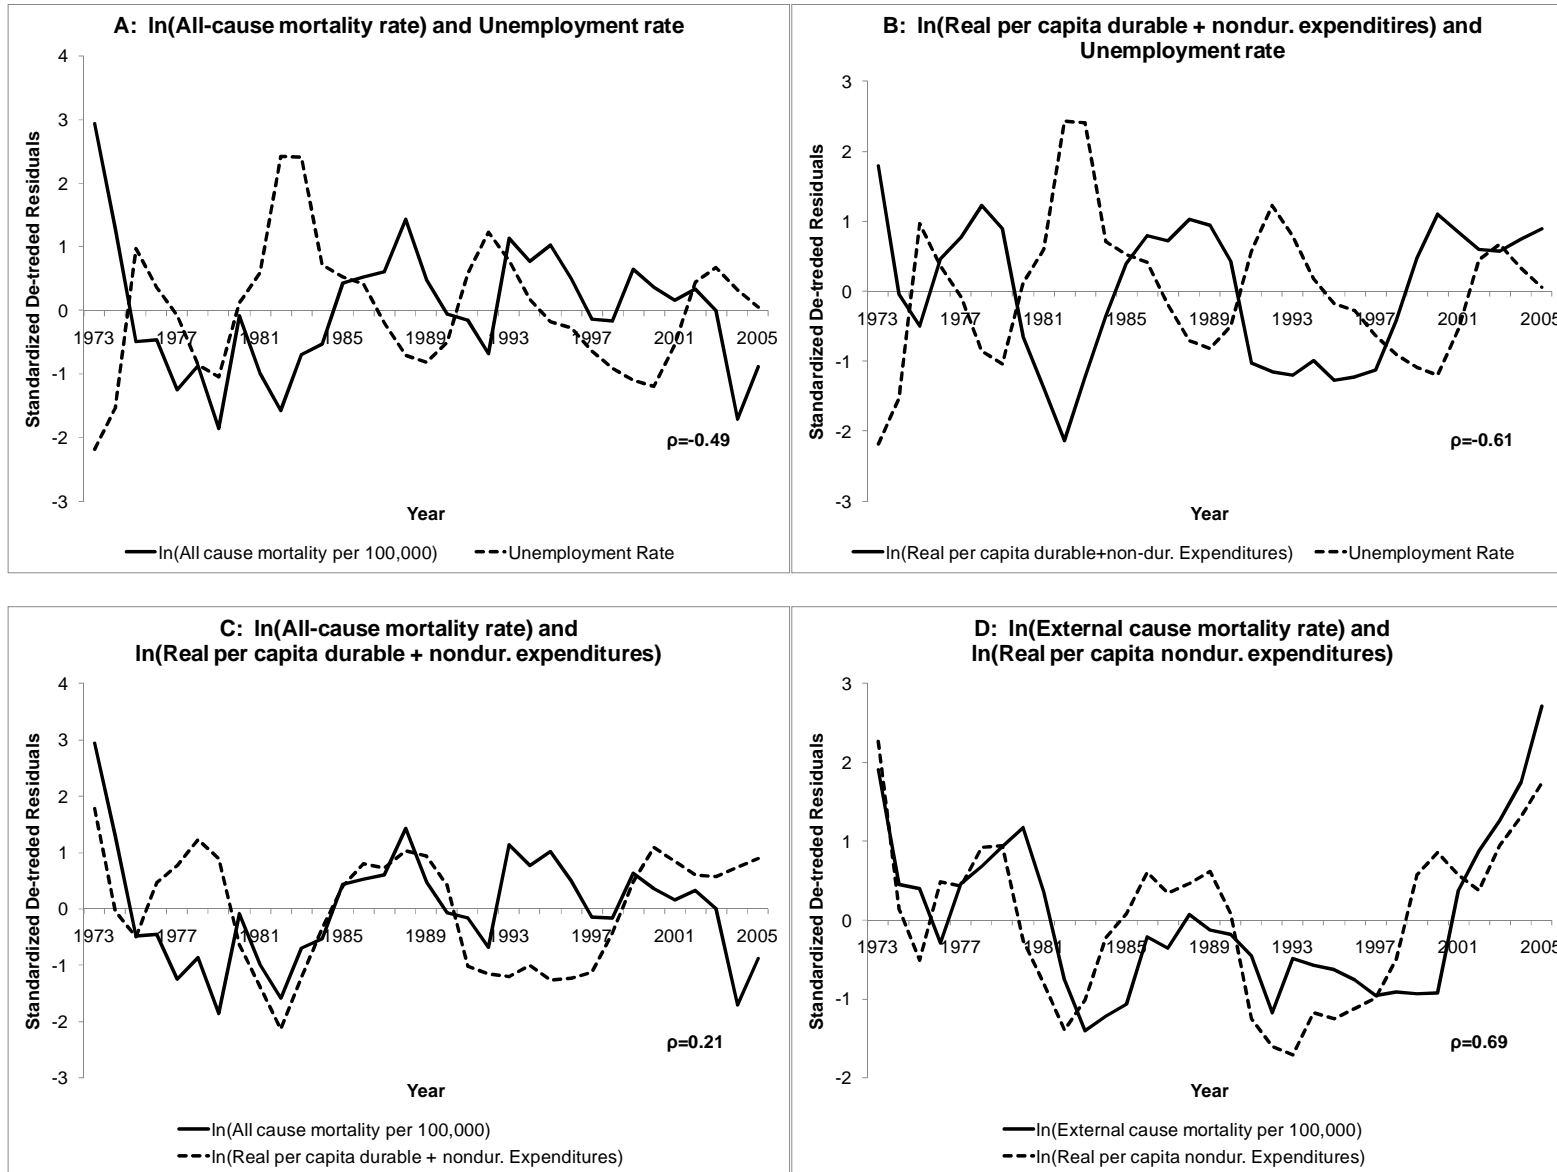 A: ln(All-cause mortality rate) and Unemployment rate
4
3
2
1
0
-1
-2
-3
Standardized De-treded Residuals
1973 1977 1981 1985 1989 1993 1997 2001 2005
ρ=-0.49
Year
ln(All cause mortality per 100,000) Unemployment Rate
B: ln(Real per capita durable + nondur. expenditires) and
Unemployment rate
3
2
1
0
-1
-2
-3
Standardized De-treded Residuals
1973 1977 1981 1985 1989 1993 1997 2001 2005
ρ=-0.61
Year
ln(Real per capita durable+non-dur. Expenditures) Unemployment Rate
C: ln(All-cause mortality rate) and
ln(Real per capita durable + nondur. expenditures)
4
3
2
1
0
-1
-2
-3
Standardized De-treded Residuals
1973 1977 1981 1985 1989 1993 1997 2001 2005
ρ=0.21
Year
ln(All cause mortality per 100,000)
ln(Real per capita durable + nondur. Expenditures)
D: ln(External cause mortality rate) and
ln(Real per capita nondur. expenditures)
3
2
1
0
-1
-2
Standardized De-treded Residuals
1973 1977 1981 1985 1989 1993 1997 2001 2005
ρ=0.69
Year
ln(External cause mortality per 100,000)
ln(Real per capita nondur. Expenditures)